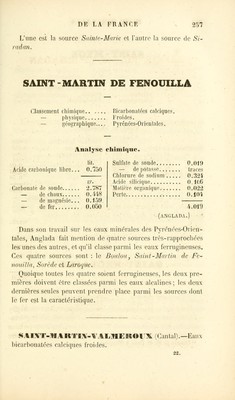 DE LA FRANCE 257
L'une est la source Sainte-Marie et l'autre la source de Si-
radan.
SAINT-MARTIN DE FENOUILLA
Classement chimique...... Bicarbonatées calciques,
— physique....... Froides,
— géographique.... Pyrénées-Orientales.
Analyse chimique.
lit.
Acide carbonique libre... 0,750
gr.
Carbonate de soude...... 2,787
— de chaux..... 0,448
— de magnésie... 0,159
— de fer....... 0,050
Sulfate de soude........ 0,019
— de potasse....... traces
Chlorure de sodium..... 0,324
Acide silicique......... 0,106
Matière organique...... 0,022
Perte................ 0,104
4,019
(ANGLADA.)
Dans son travail sur les eaux minérales des Pyrénées-Orien-
tales, Anglada fait mention de quatre sources très-rapprochées
les unes des autres, et qu'il classe parmi les eaux ferrugineuses.
Ces quatre sources sont : le Boulou, Saint-Martin de Fe-
nouilla, Sorède et Laroque.
Quoique toutes les quatre soient ferrugineuses, les deux pre-
mières doivent être classées parmi les eaux alcalines; les deux
dernières seules peuvent prendre place parmi les sources dont
le fer est la caractéristique.
SAINT-MARTIN-VALMEROUX (Cantal).—Eaux
bicarbonatées calciques froides.
22.